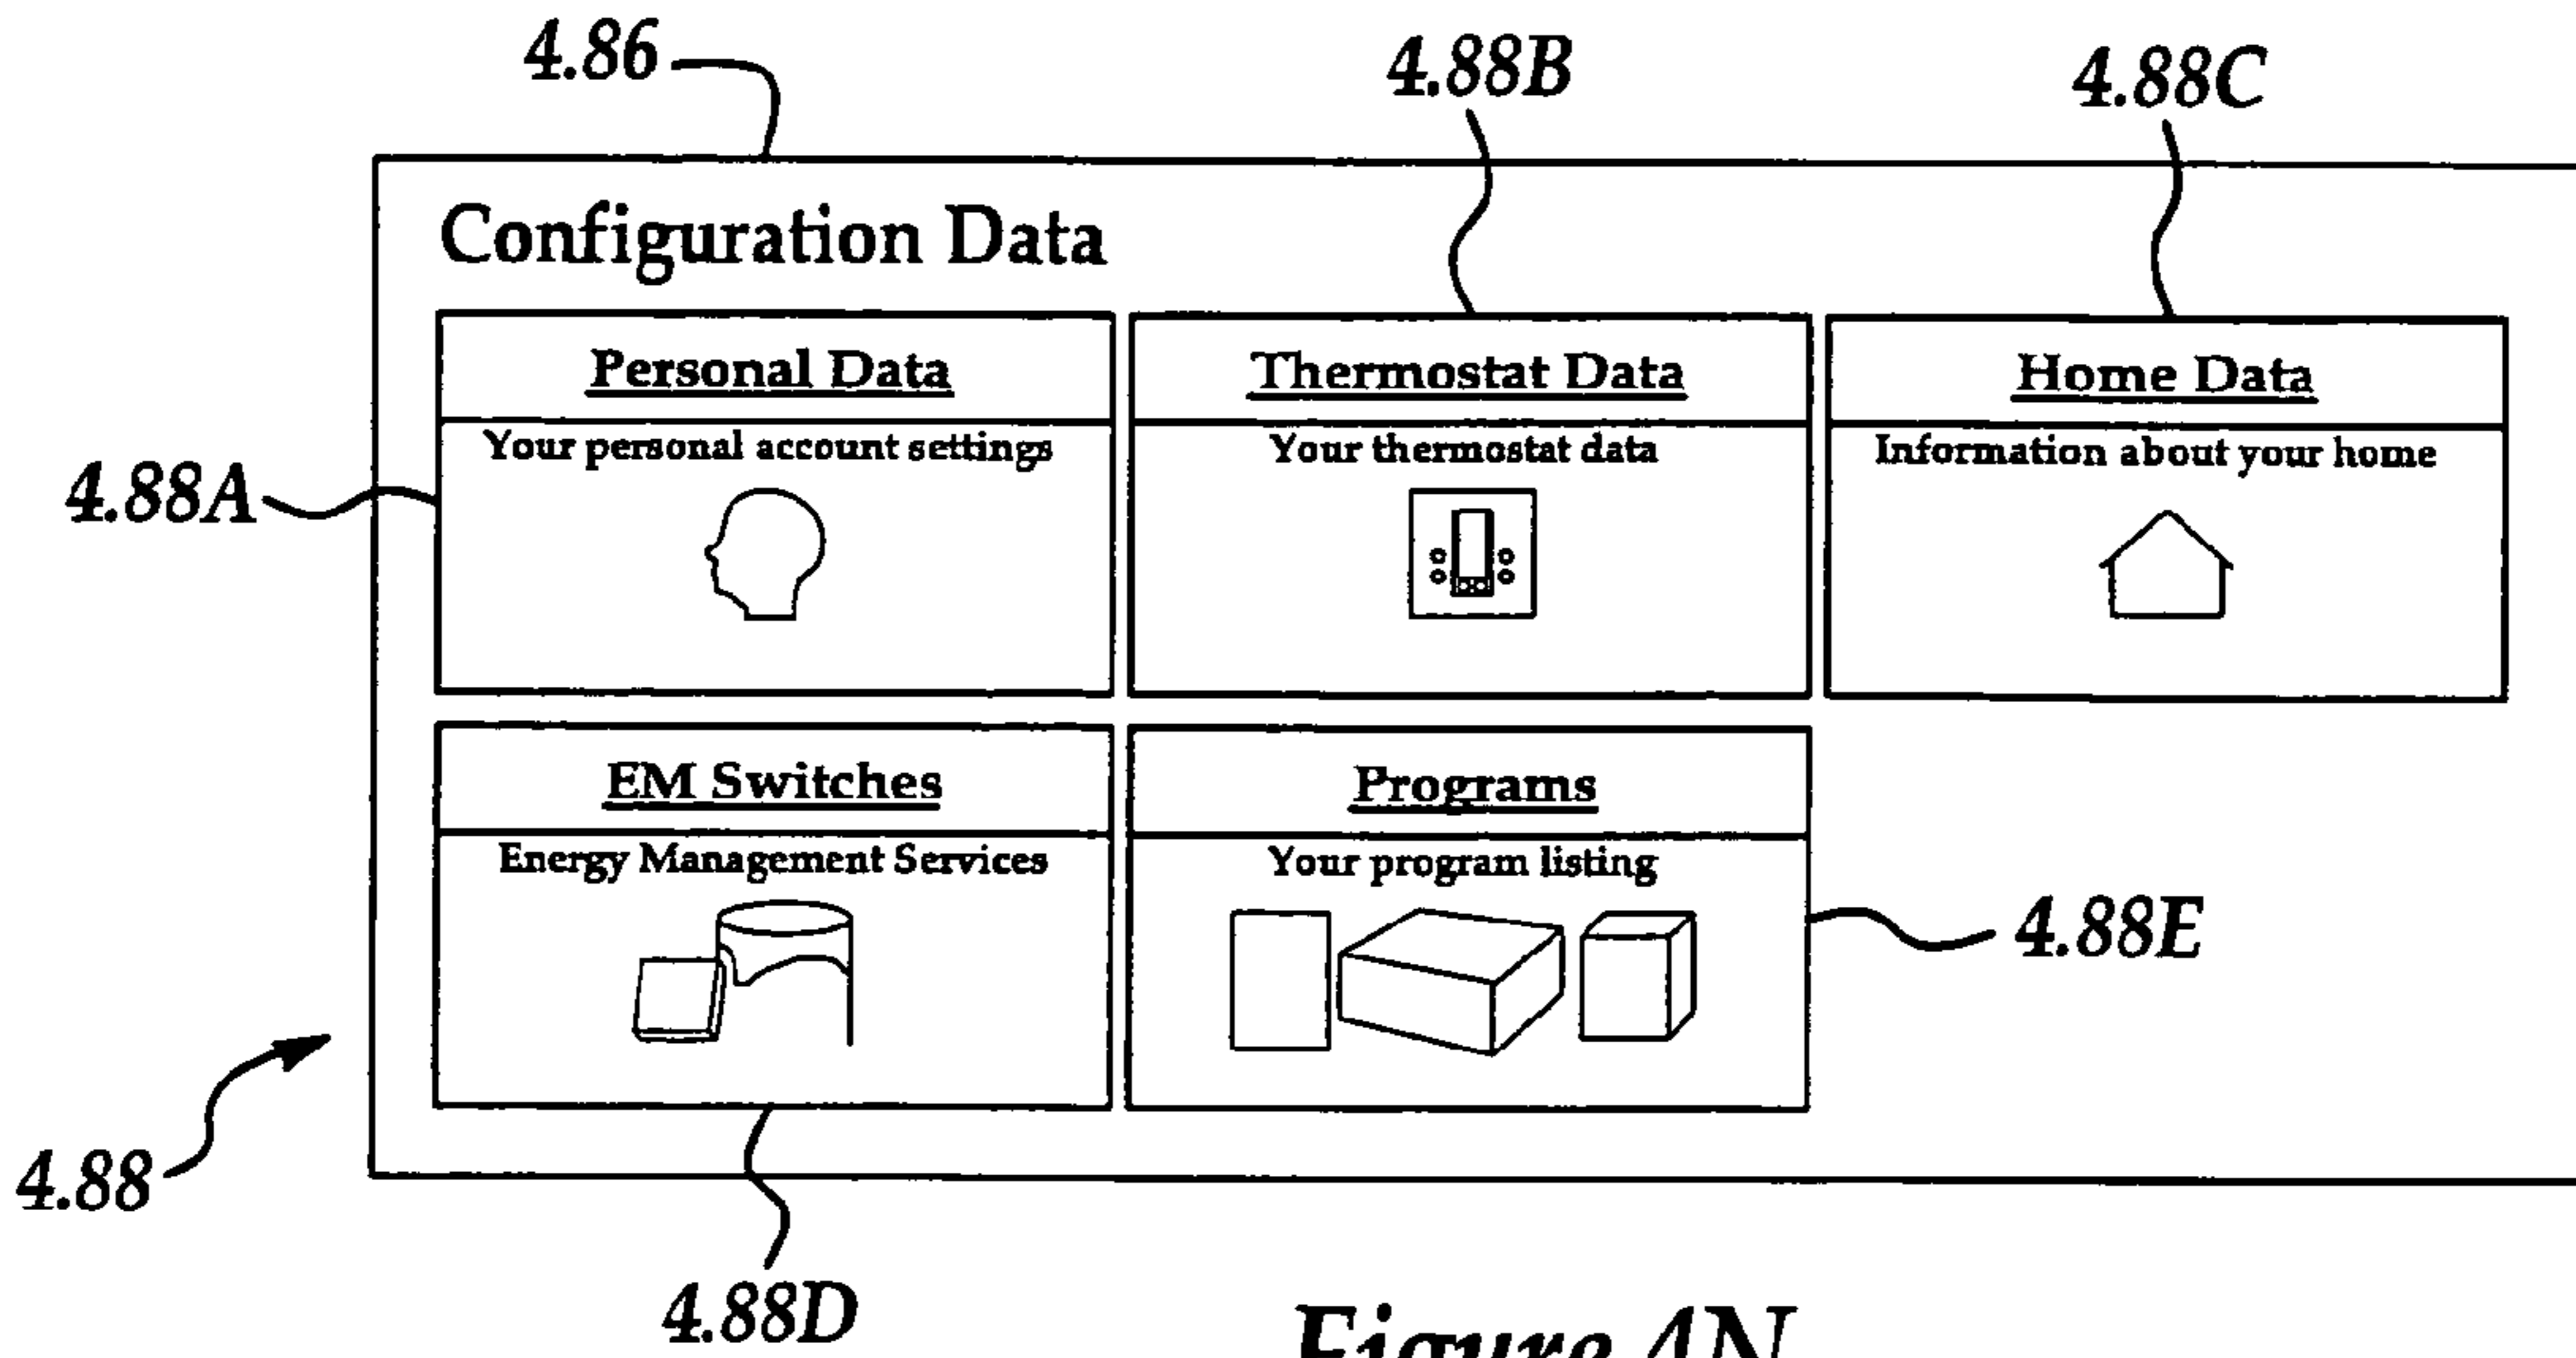 4.86
4.88B
4.88C
Configuration Data
Personal Data
Thermostat Data
Home Data
Your personal account settings
Your thermostat data
Information about your home
4.88A
EM Switches
Programs
Energy Management Services
Your program listing
4.88E
4.88
4.88D
Figure 4N